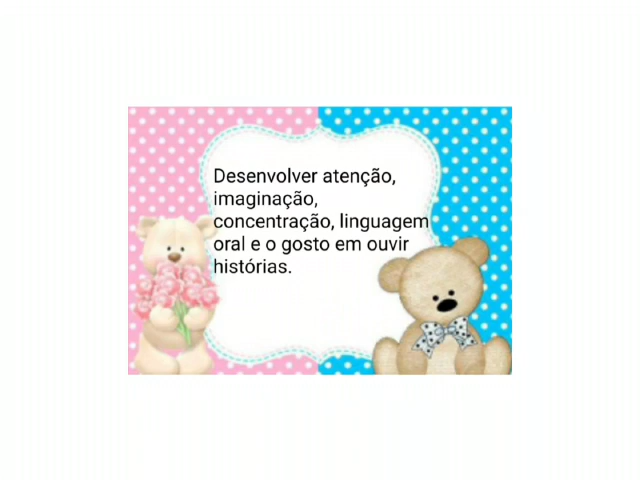 Desenvolver atenção,
imaginação,
concentração, linguagem
oral e o gosto em ouvir
histórias.